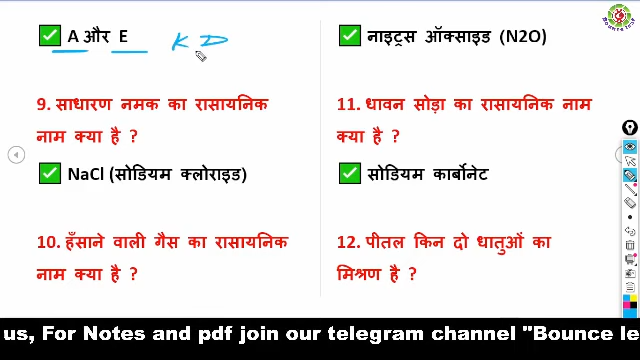 A और E K D
9. साधारण नमक का रासायनिक
नाम क्या है ?
NaCl (सोडियम क्लोराइड)
10. हँसाने वाली गैस का रासायनिक
नाम क्या है ?
नाइट्रस ऑक्साइड (N2O)
11. धावन सोड़ा का रासायनिक नाम
क्या है ?
सोडियम कार्बोनेट
12. पीतल किन दो धातुओं का
मिश्रण है ?
us, For Notes and pdf join our telegram channel "Bounce le